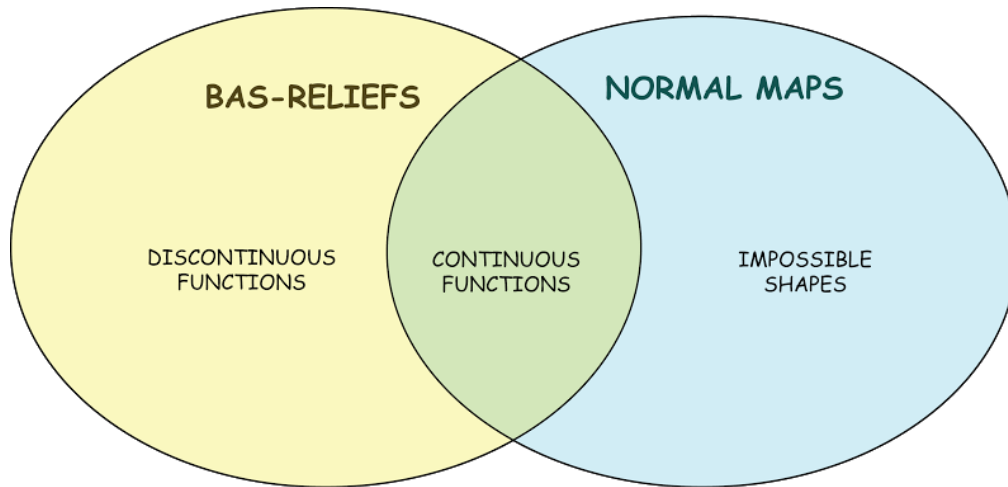 BAS-RELIEFS
NORMAL MAPS
DISCONTINUOUS
FUNCTIONS
CONTINUOUS
FUNCTIONS
IMPOSSIBLE
SHAPES